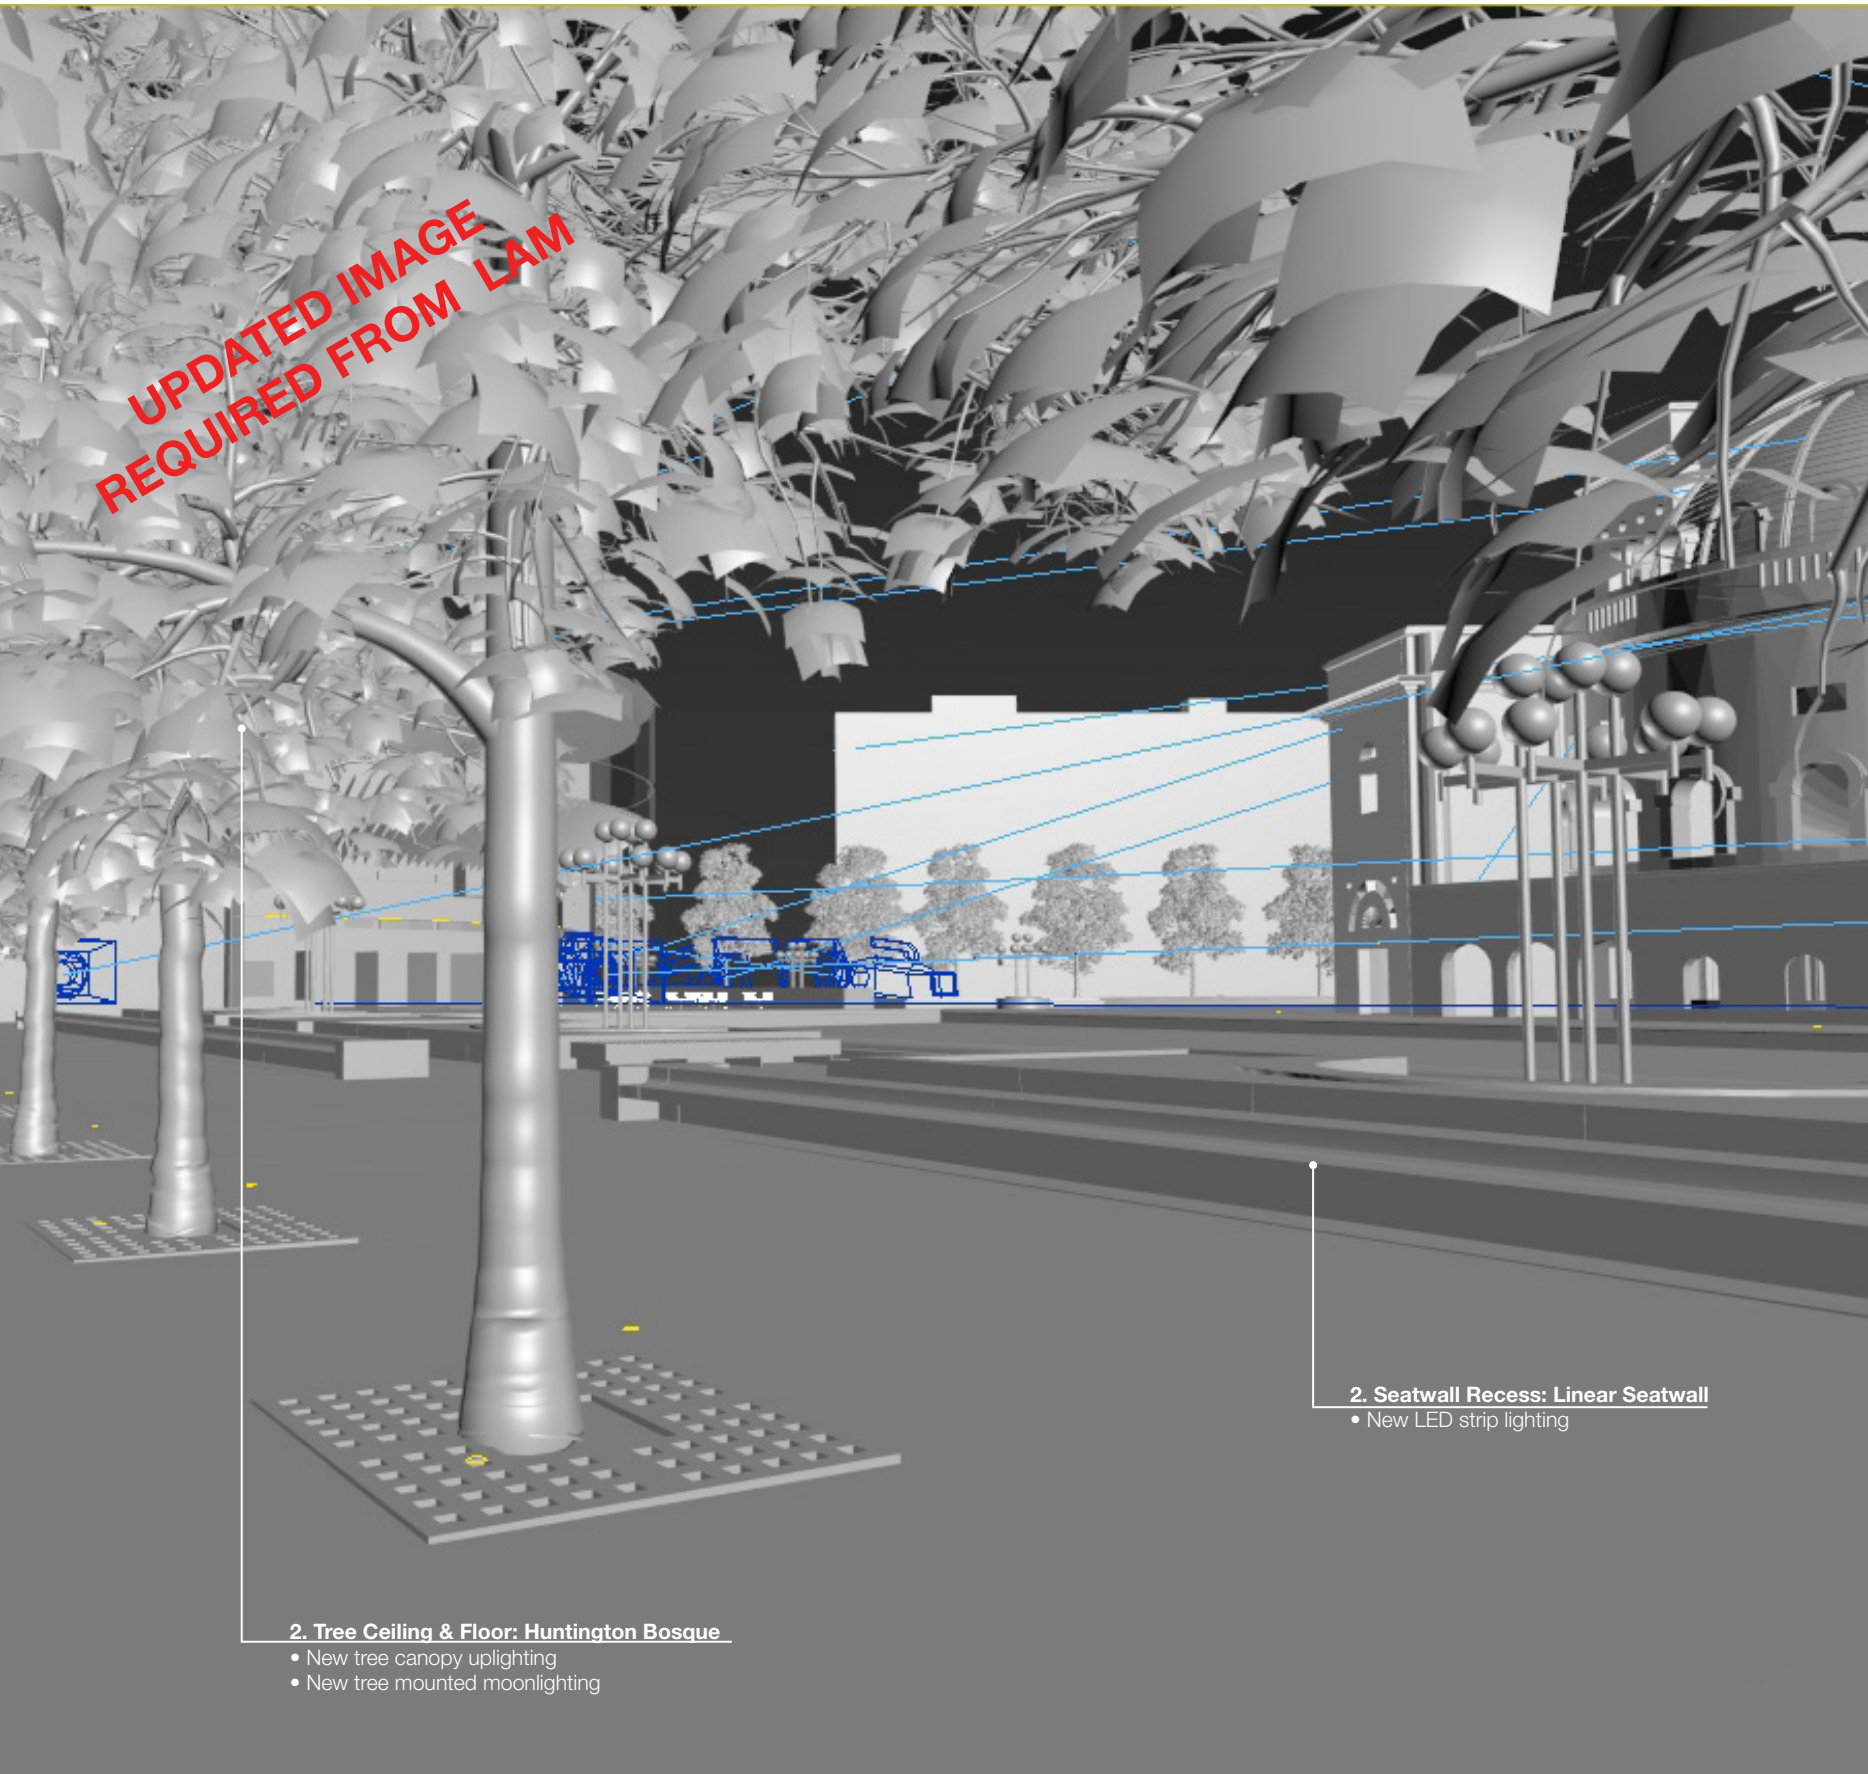 UPDATED IMAGE
REQUIRED FROM LAM
2. Seatwall Recess: Linear Seatwall
• New LED strip lighting
2. Tree Ceiling & Floor: Huntington Bosque
• New tree canopy uplighting
• New tree mounted moonlighting